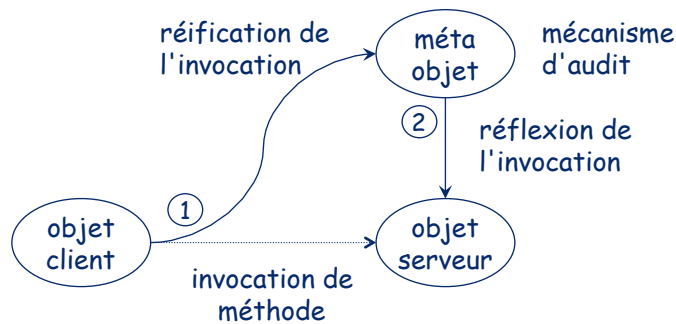 réification de
l'invocation
méta
objet
mécanisme
d'audit
2
réflexion de
l'invocation
1
objet
client
objet
serveur
invocation de
méthode